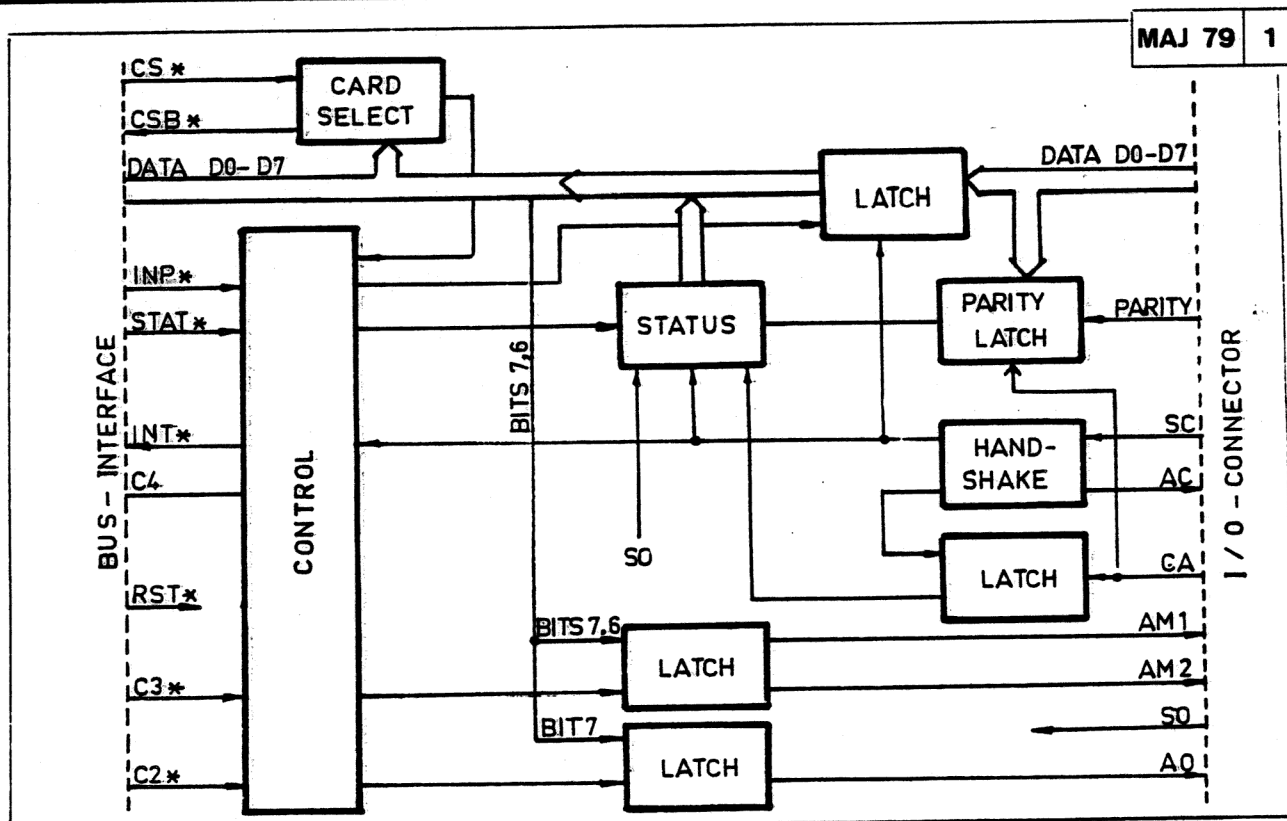 MAJ 79 1
CS*
CARD
SELECT
CSB*
DATA D0-D7
DATA D0-D7
LATCH
INP*
STAT*
STATUS
PARITY
LATCH
PARITY
BUS-INTERFACE
BITS 7,6
I/O-CONNECTOR
INT*
C4
CONTROL
HAND-
SHAKE
SC
AC
SO
LATCH
CA
RST*
BITS 7,6
LATCH
AM1
AM2
C3*
SO
BIT7
LATCH
AO
C2*